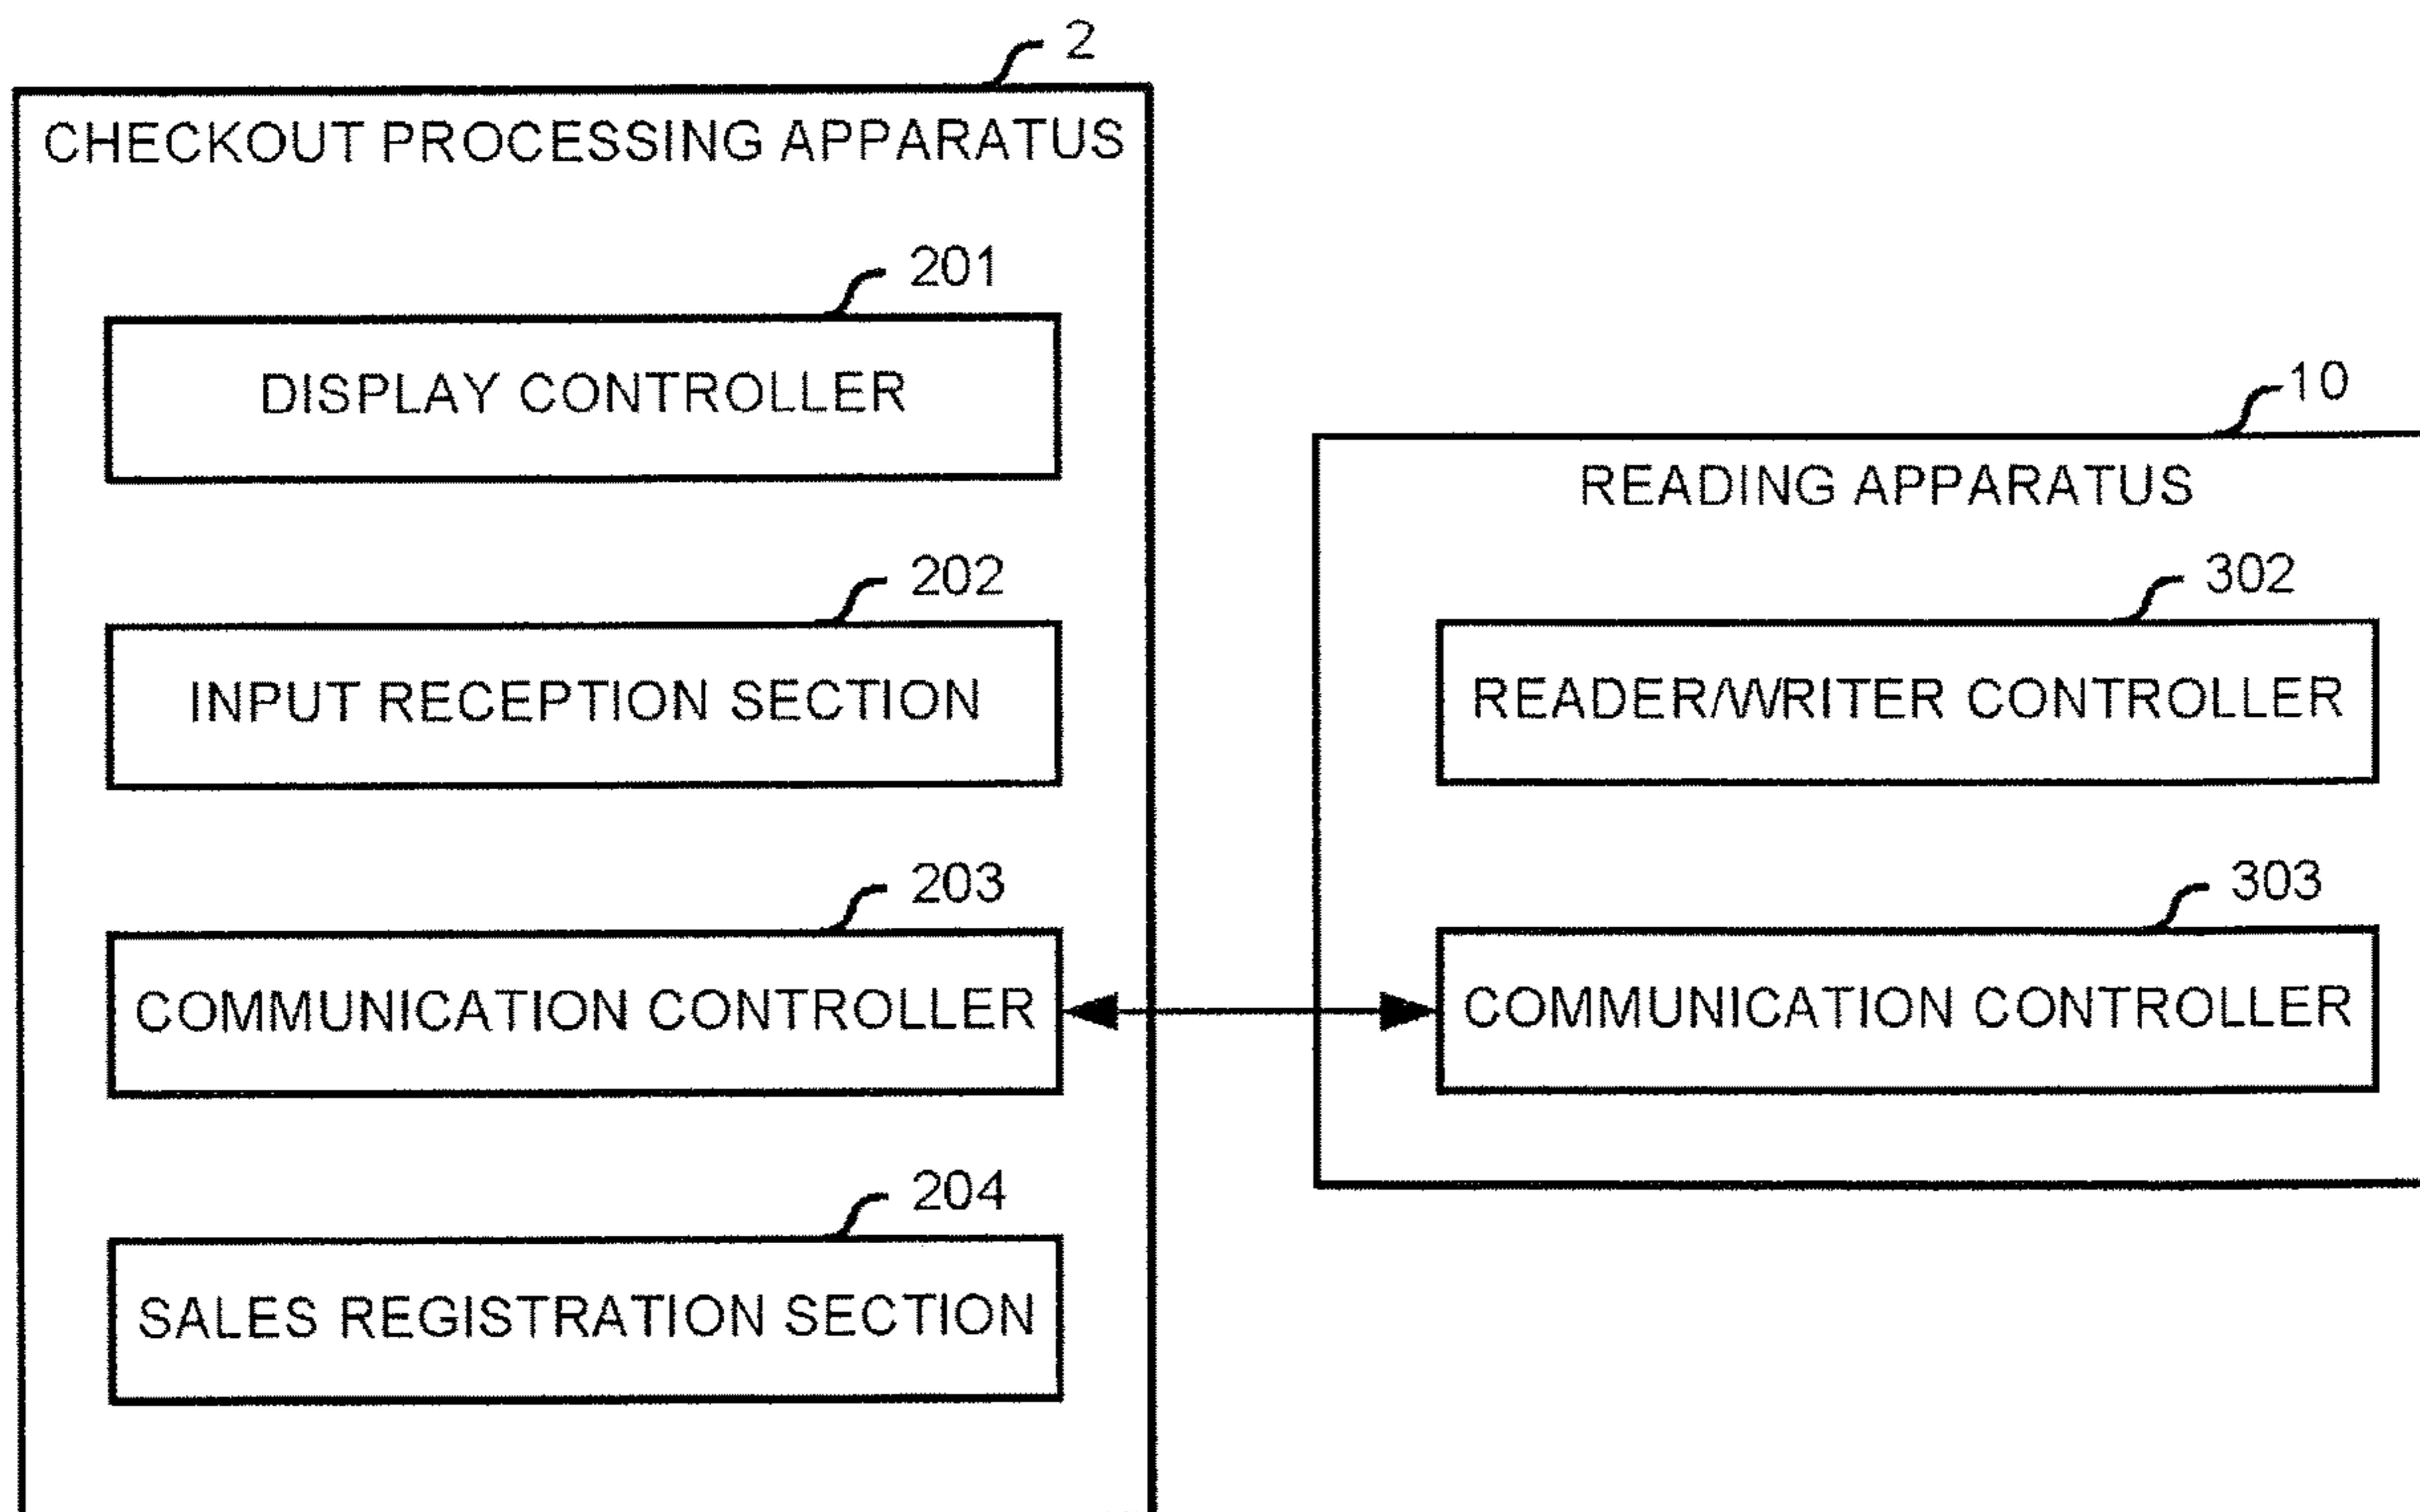 2
CHECKOUT PROCESSING APPARATUS
201
DISPLAY CONTROLLER
202
INPUT RECEPTION SECTION
203
COMMUNICATION CONTROLLER
204
SALES REGISTRATION SECTION
10
READING APPARATUS
302
READER/WRITER CONTROLLER
303
COMMUNICATION CONTROLLER